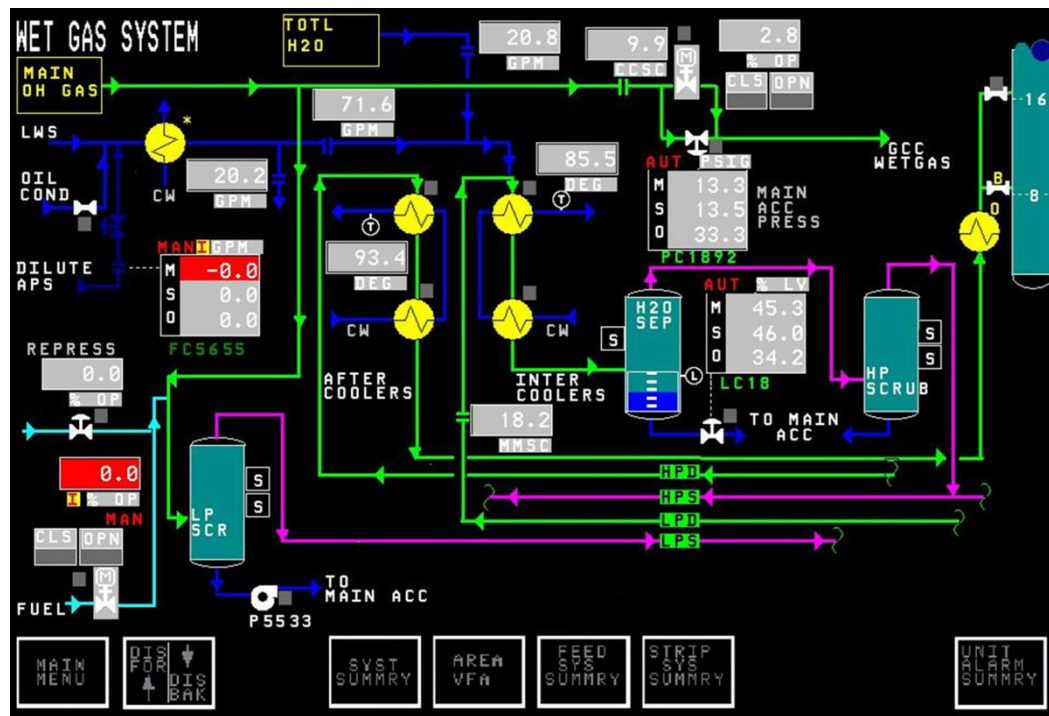 WET GAS SYSTEM
TOTL
H2O
20.8
GPM
9.9
CCSC
M
2.8
% OP
CLS OPN
MAIN
OH GAS
71.6
GPM
16
LWS
*
GCC
WETGAS
OIL
COND
CW
20.2
GPM
85.5
DEG
T
AUT PSIG
M 13.3
S 13.5
O 33.3
PC1892
MAIN
ACC
PRESS
B
O
8
T
93.4
DEG
DILUTE
APS
MAN I GPM
M -0.0
S 0.0
O 0.0
FC5655
CW
CW
H2O
SEP
S
L
AUT % LV
M 45.3
S 46.0
O 34.2
LC18
S
S
HP
SCRUB
REPRESS
0.0
% OP
AFTER
COOLERS
INTER
COOLERS
18.2
MMSC
TO MAIN
ACC
0.0
I % OP
MAN
CLS OPN
M
FUEL
LP
SCR
S
S
HPD
HPS
LPD
LPS
TO
MAIN ACC
P5533
MAIN
MENU
DIS
FOR
DIS
BAK
SYST
SUMMRY
AREA
VFA
FEED
SYS
SUMMRY
STRIP
SYS
SUMMRY
UNIT
ALARM
SUMMRY